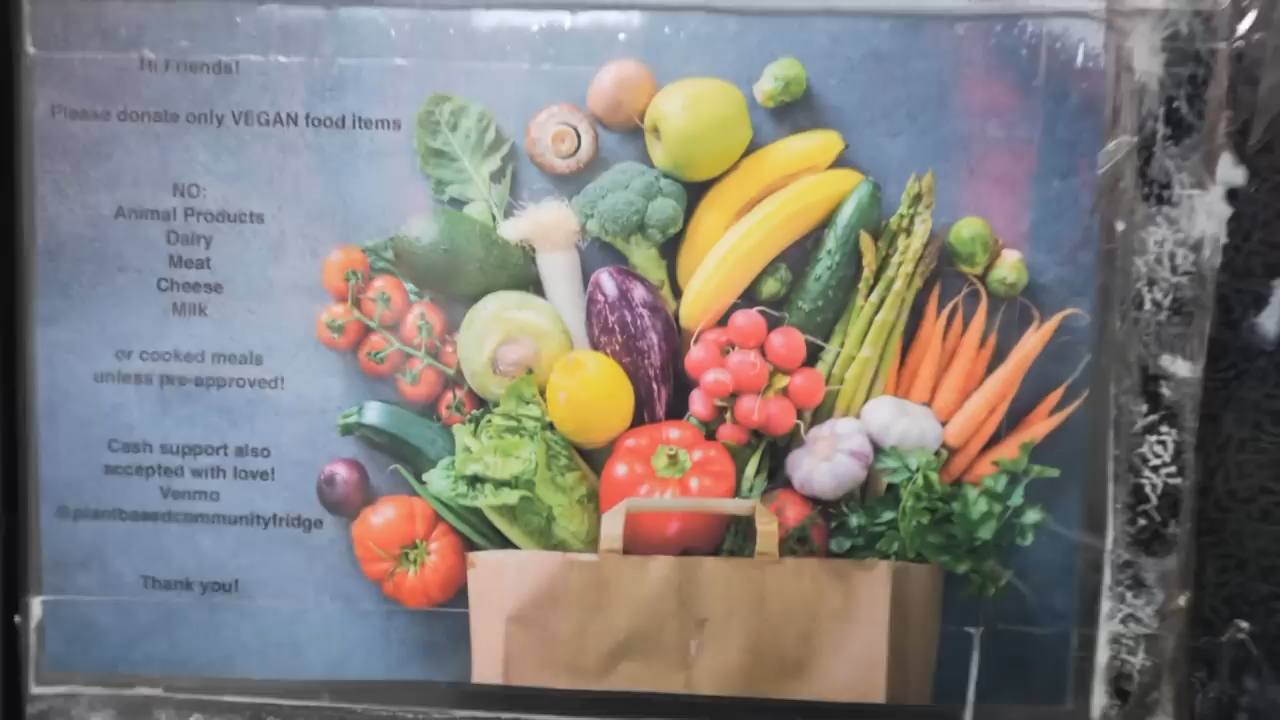 Hi Friends!
Please donate only VEGAN food items
NO:
Animal Products
Dairy
Meat
Cheese
Milk
or cooked meals
unless pre-approved!
Cash support also
accepted with love!
Venmo
@plantbasedcommunityfridge
Thank you!